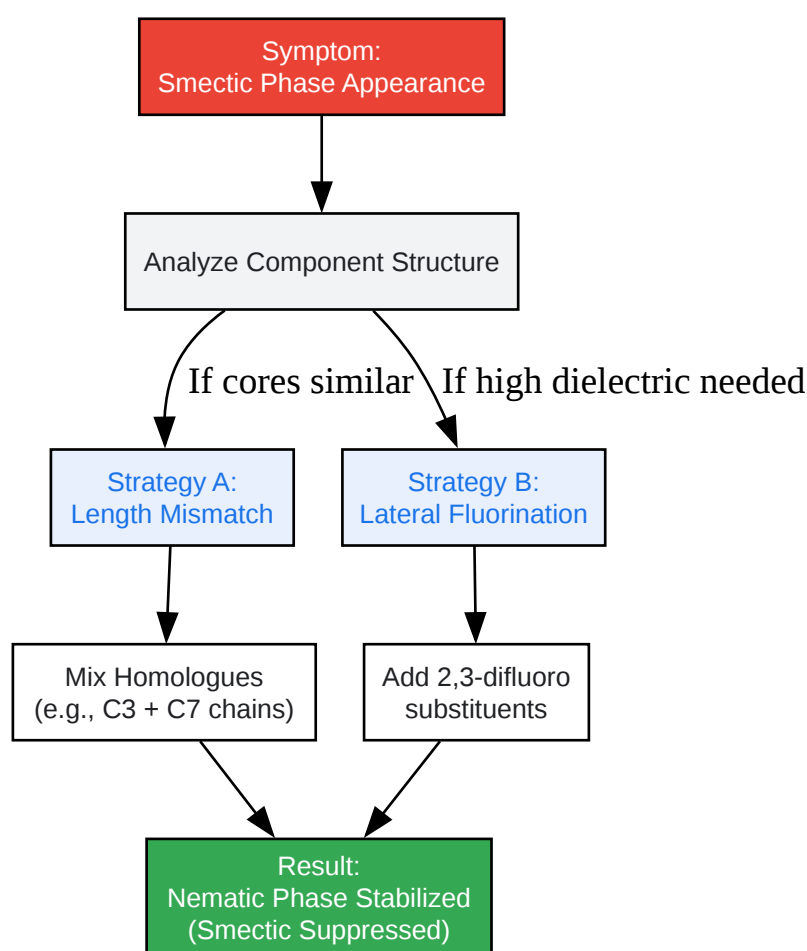 Symptom:
Smectic Phase Appearance
Analyze Component Structure
If cores similar
If high dielectric needed
Strategy A:
Length Mismatch
Strategy B:
Lateral Fluorination
Mix Homologues
(e.g., C3 + C7 chains)
Add 2,3-difluoro
substituents
Result:
Nematic Phase Stabilized
(Smectic Suppressed)